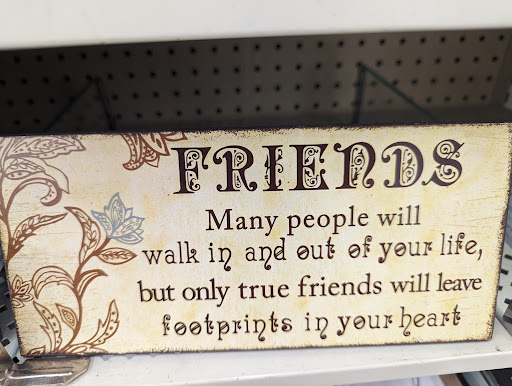 FRIENDS
Many people will
walk in and out of your life,
but only true friends will leave
footprints in your heart